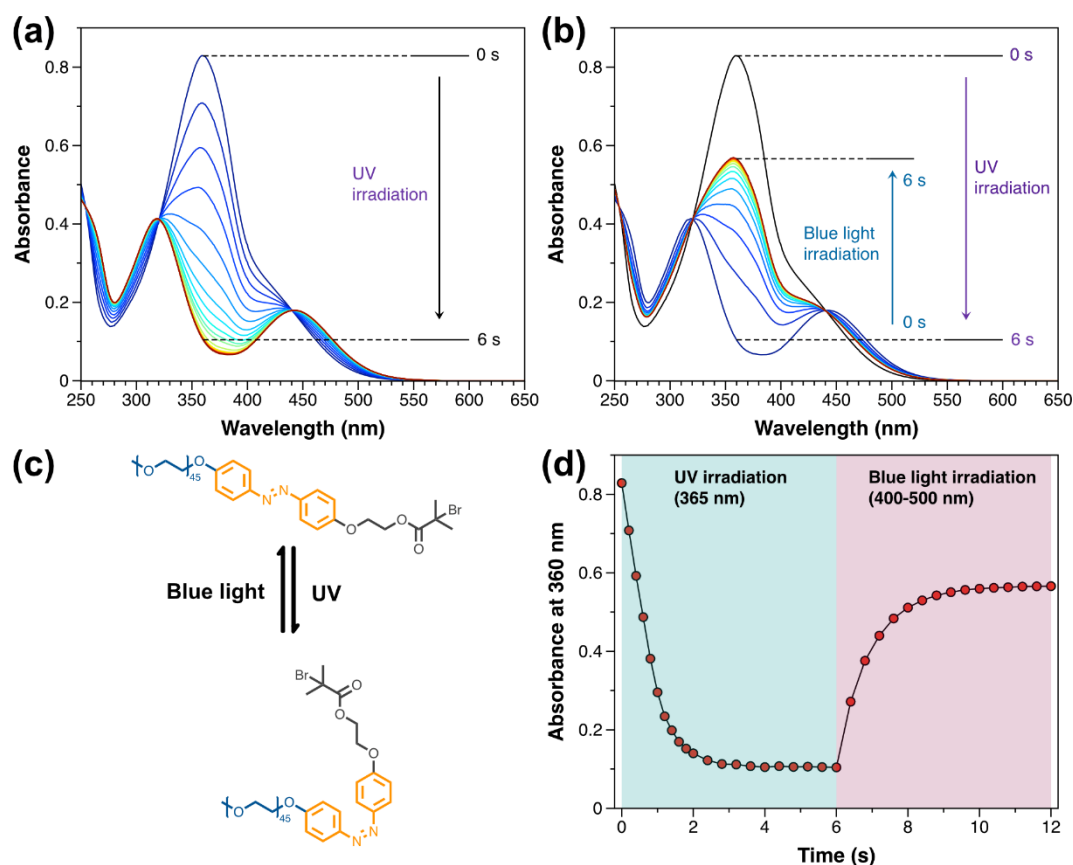 (a)
Absorbance
0.8
0.6
0.4
0.2
0
250 300 350 400 450 500 550 600 650
Wavelength (nm)
0 s
UV
irradiation
6 s
(b)
Absorbance
0.8
0.6
0.4
0.2
0
250 300 350 400 450 500 550 600 650
Wavelength (nm)
0 s
6 s
UV
irradiation
Blue light
irradiation
0 s
6 s
(c)
O
O
45
N
N
O
O
O
Br
Blue light UV
Br
O
O
O
O
O
45
N
N
(d)
Absorbance at 360 nm
0.8
0.6
0.4
0.2
0
0 2 4 6 8 10 12
Time (s)
UV irradiation
(365 nm)
Blue light irradiation
(400-500 nm)